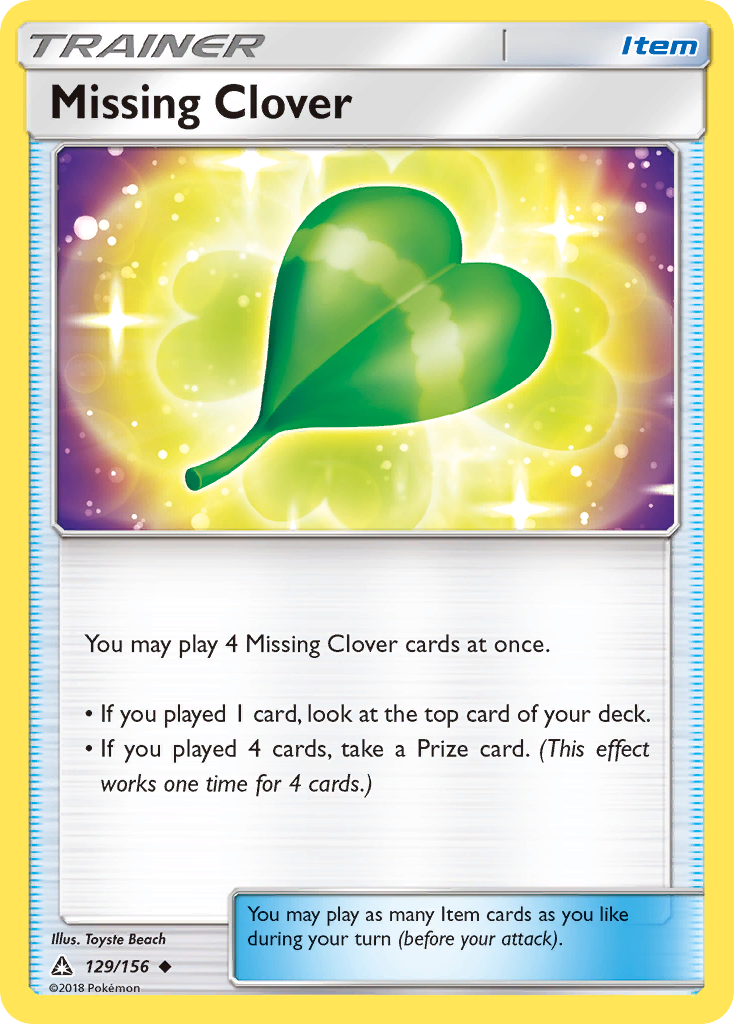 TRAINER
Item
Missing Clover
You may play 4 Missing Clover cards at once.
• If you played 1 card, look at the top card of your deck.
• If you played 4 cards, take a Prize card. (This effect
works one time for 4 cards.)
You may play as many Item cards as you like
during your turn (before your attack).
Illus. Toyste Beach
129/156
©2018 Pokémon